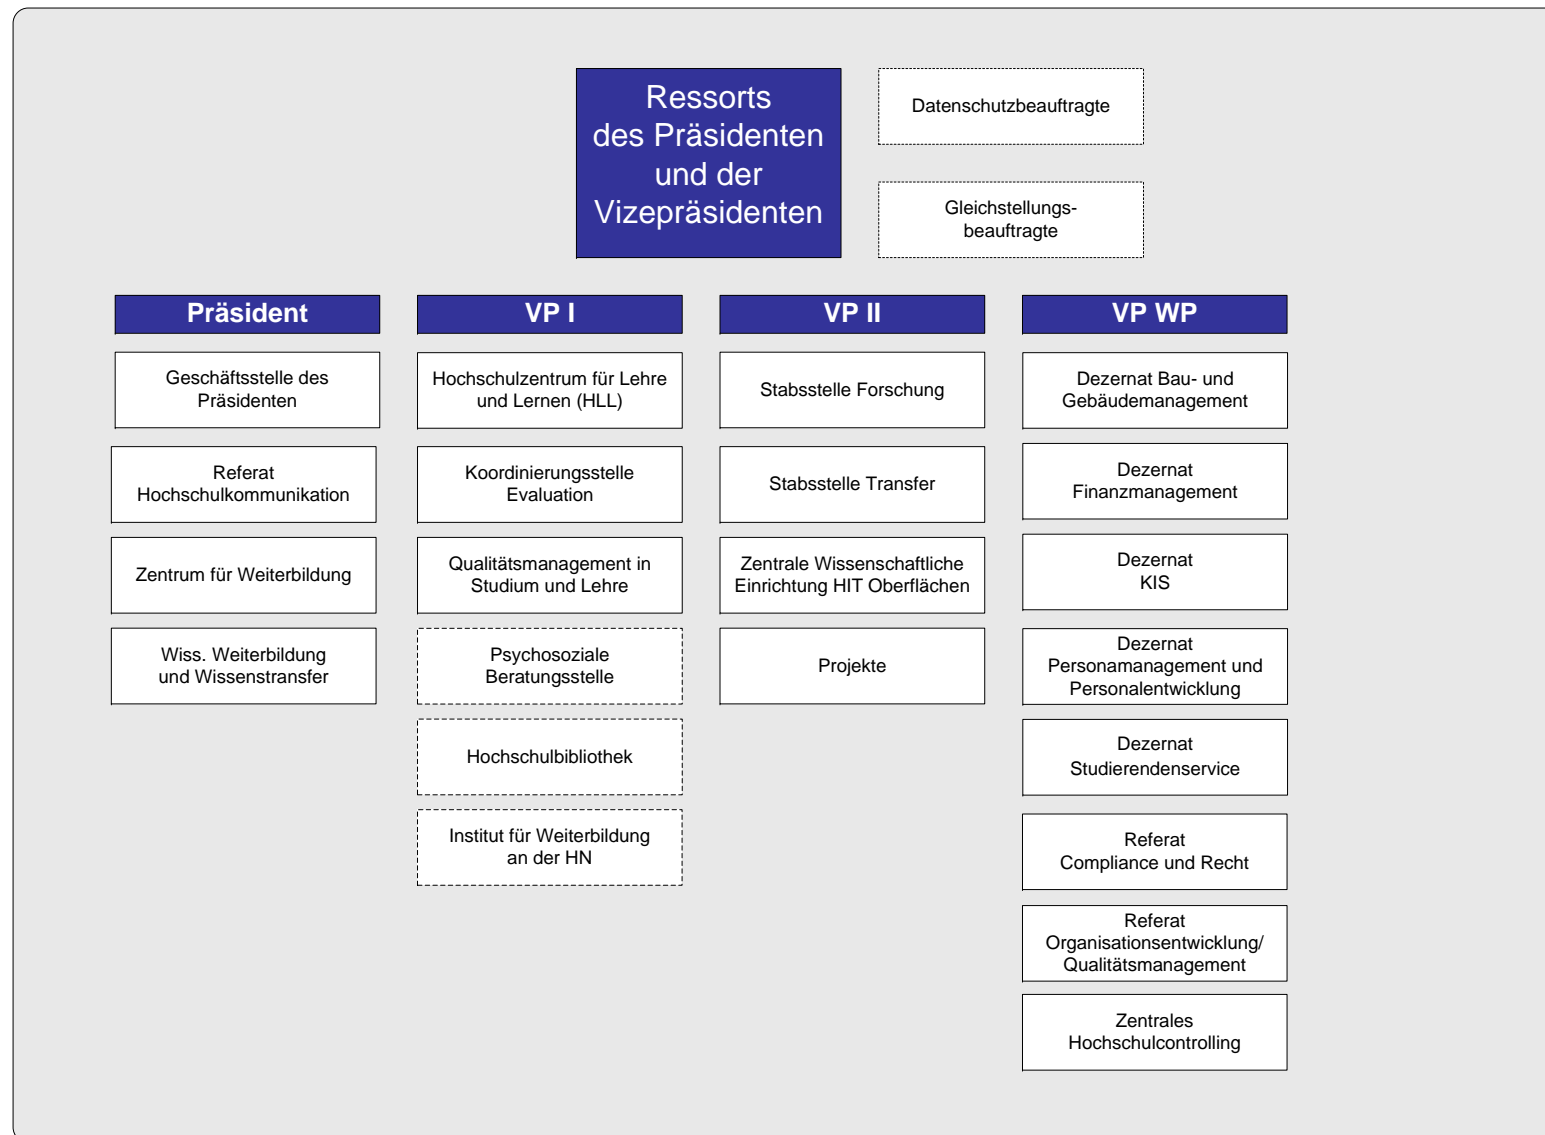 Ressorts
des Präsidenten
und der
Vizepräsidenten
Datenschutzbeauftragte
Gleichstellungs-
beauftragte
Präsident
Geschäftsstelle des
Präsidenten
Referat
Hochschulkommunikation
Zentrum für Weiterbildung
Wiss. Weiterbildung
und Wissenstransfer
VP I
Hochschulzentrum für Lehre
und Lernen (HLL)
Koordinierungsstelle
Evaluation
Qualitätsmanagement in
Studium und Lehre
Psychosoziale
Beratungsstelle
Hochschulbibliothek
Institut für Weiterbildung
an der HN
VP II
Stabsstelle Forschung
Stabsstelle Transfer
Zentrale Wissenschaftliche
Einrichtung HIT Oberflächen
Projekte
VP WP
Dezernat Bau- und
Gebäudemanagement
Dezernat
Finanzmanagement
Dezernat
KIS
Dezernat
Personamanagement und
Personalentwicklung
Dezernat
Studierendenservice
Referat
Compliance und Recht
Referat
Organisationsentwicklung/
Qualitätsmanagement
Zentrales
Hochschulcontrolling